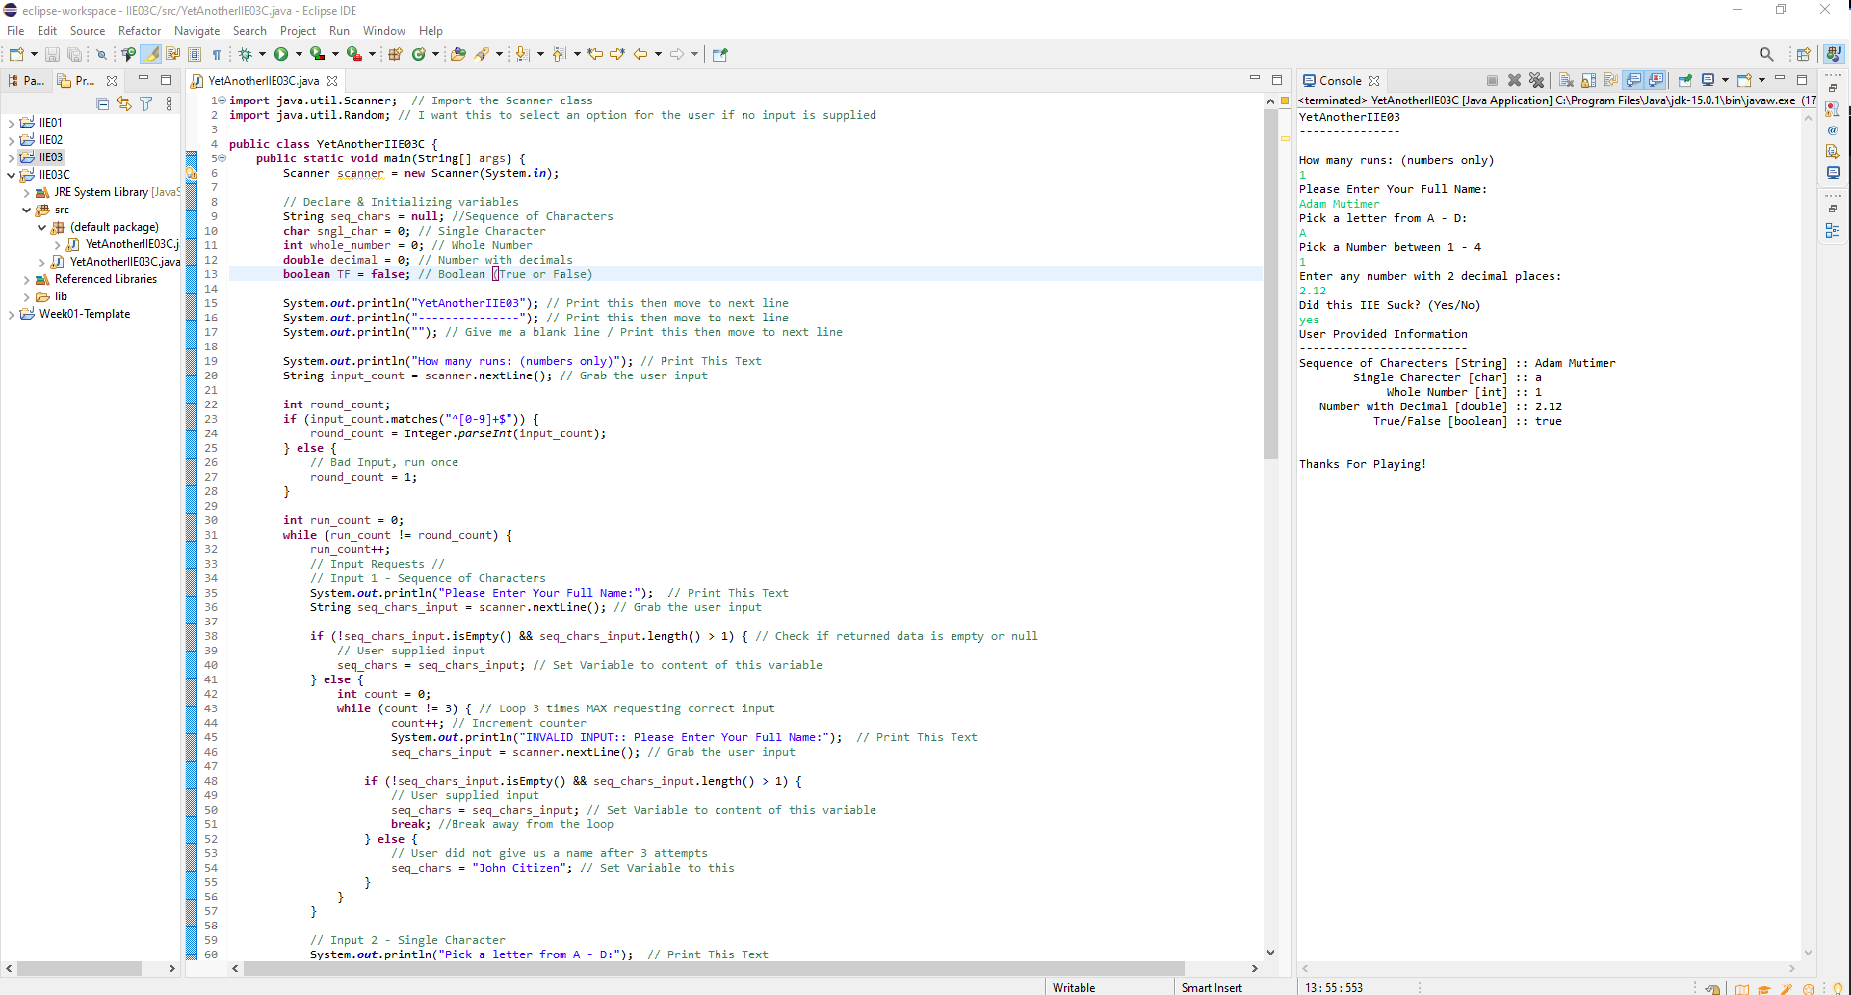 eclipse-workspace - IIE03C/src/YetAnotherIIE03C.java - Eclipse IDE
File Edit Source Refactor Navigate Search Project Run Window Help
Pa... Pr...
IIE01
IIE02
IIE03
IIE03C
JRE System Library [JavaS
src
(default package)
YetAnotherIIE03C.j
YetAnotherIIE03C.java
Referenced Libraries
lib
Week01-Template
YetAnotherIIE03C.java
1 import java.util.Scanner;  // Import the Scanner class
2 import java.util.Random; // I want this to select an option for the user if no input is supplied
3
4 public class YetAnotherIIE03C {
5     public static void main(String[] args) {
6         Scanner scanner = new Scanner(System.in);
7
8         // Declare & Initializing variables
9         String seq_chars = null; //Sequence of Characters
10         char sngl_char = 0; // Single Character
11         int whole_number = 0; // Whole Number
12         double decimal = 0; // Number with decimals
13         boolean TF = false; // Boolean (True or False)
14
15         System.out.println("YetAnotherIIE03"); // Print this then move to next line
16         System.out.println("---------------"); // Print this then move to next line
17         System.out.println(""); // Give me a blank line / Print this then move to next line
18
19         System.out.println("How many runs: (numbers only)"); // Print This Text
20         String input_count = scanner.nextLine(); // Grab the user input
21
22         int round_count;
23         if (input_count.matches("^[0-9]+$")) {
24             round_count = Integer.parseInt(input_count);
25         } else {
26             // Bad Input, run once
27             round_count = 1;
28         }
29
30         int run_count = 0;
31         while (run_count != round_count) {
32             run_count++;
33             // Input Requests //
34             // Input 1 - Sequence of Characters
35             System.out.println("Please Enter Your Full Name:");  // Print This Text
36             String seq_chars_input = scanner.nextLine(); // Grab the user input
37
38             if (!seq_chars_input.isEmpty() && seq_chars_input.length() > 1) { // Check if returned data is empty or null
39                 // User supplied input
40                 seq_chars = seq_chars_input; // Set Variable to content of this variable
41             } else {
42                 int count = 0;
43                 while (count != 3) { // Loop 3 times MAX requesting correct input
44                         count++; // Increment counter
45                         System.out.println("INVALID INPUT:: Please Enter Your Full Name:");  // Print This Text
46                         seq_chars_input = scanner.nextLine(); // Grab the user input
47
48                     if (!seq_chars_input.isEmpty() && seq_chars_input.length() > 1) {
49                         // User supplied input
50                         seq_chars = seq_chars_input; // Set Variable to content of this variable
51                         break; //Break away from the loop
52                     } else {
53                         // User did not give us a name after 3 attempts
54                         seq_chars = "John Citizen"; // Set Variable to this
55                     }
56                 }
57             }
58
59             // Input 2 - Single Character
60             System.out.println("Pick a letter from A - D:");  // Print This Text
Console
<terminated> YetAnotherIIE03C [Java Application] C:\Program Files\Java\jdk-15.0.1\bin\javaw.exe (17
YetAnotherIIE03
---------------
How many runs: (numbers only)
1
Please Enter Your Full Name:
Adam Mutimer
Pick a letter from A - D:
A
Pick a Number between 1 - 4
1
Enter any number with 2 decimal places:
2.12
Did this IIE Suck? (Yes/No)
yes
User Provided Information
-------------------------
Sequence of Charecters [String] :: Adam Mutimer
Single Charecter [char] :: a
Whole Number [int] :: 1
Number with Decimal [double] :: 2.12
True/False [boolean] :: true
Thanks For Playing!
Writable Smart Insert 13 : 55 : 553